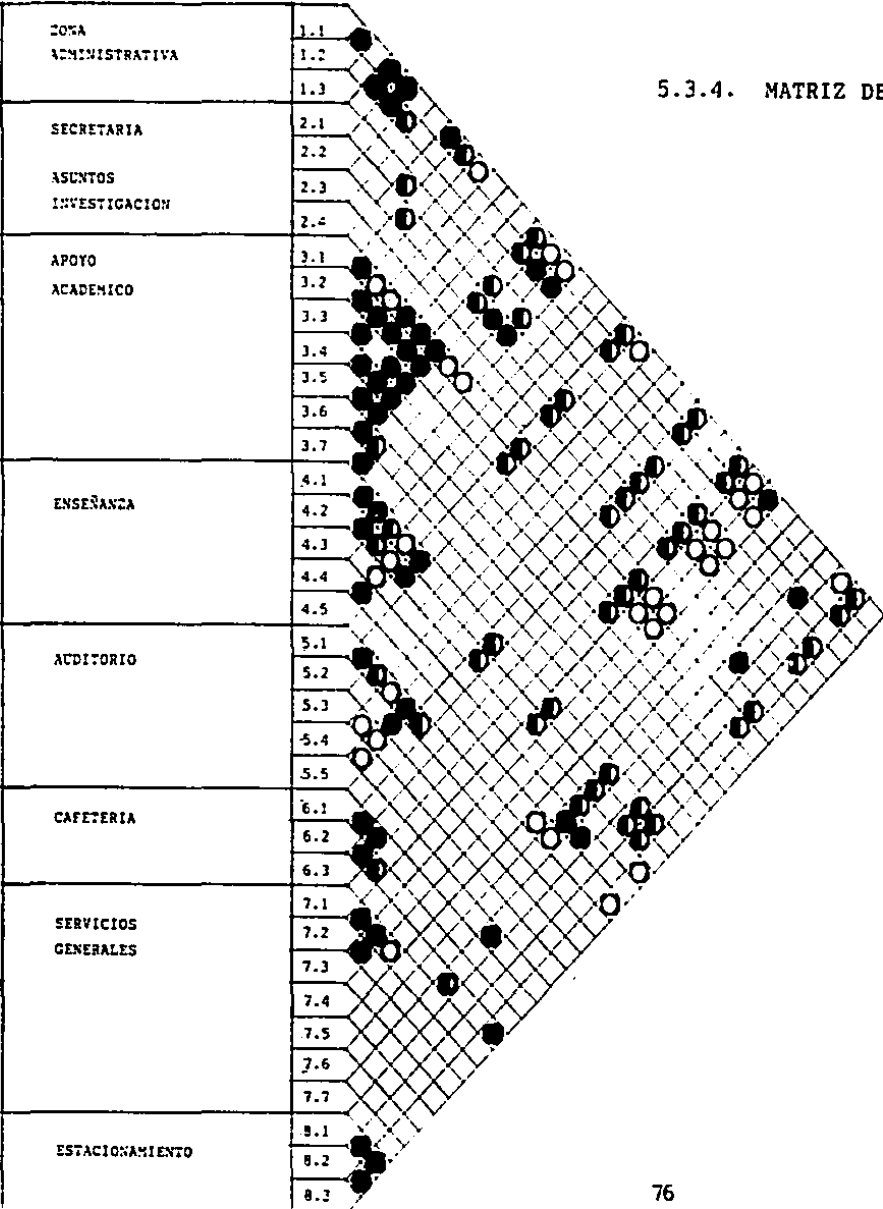 5.3.4. MATRIZ DE
ZONA
ADMINISTRATIVA
1.1
1.2
1.3
SECRETARIA
ASUNTOS
INVESTIGACION
2.1
2.2
2.3
2.4
APOYO
ACADEMICO
3.1
3.2
3.3
3.4
3.5
3.6
3.7
ENSEÑANZA
4.1
4.2
4.3
4.4
4.5
AUDITORIO
5.1
5.2
5.3
5.4
5.5
CAFETERIA
6.1
6.2
6.3
SERVICIOS
GENERALES
7.1
7.2
7.3
7.4
7.5
7.6
7.7
ESTACIONAMIENTO
8.1
8.2
8.3
76